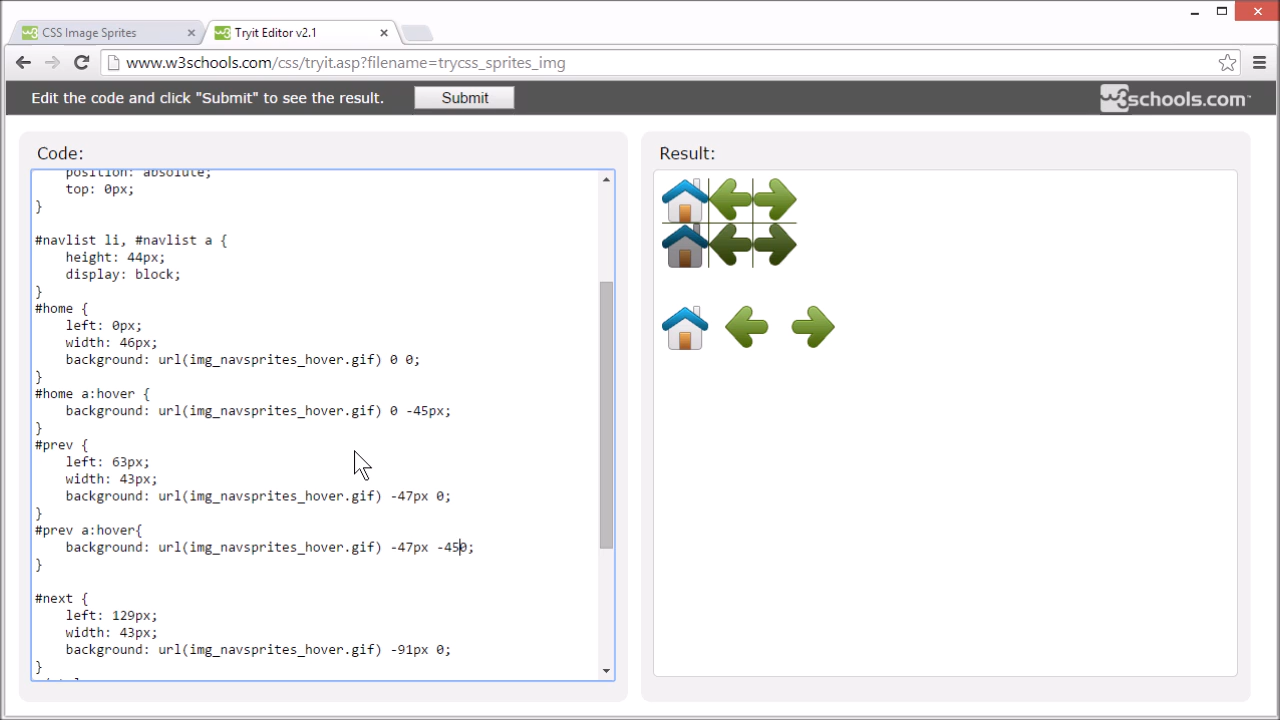 CSS Image Sprites
Tryit Editor v2.1
www.w3schools.com/css/tryit.asp?filename=trycss_sprites_img
Edit the code and click "Submit" to see the result.
Submit
w3schools.com
Code:
position: absolute;
top: 0px;
}
#navlist li, #navlist a {
height: 44px;
display: block;
}
#home {
left: 0px;
width: 46px;
background: url(img_navsprites_hover.gif) 0 0;
}
#home a:hover {
background: url(img_navsprites_hover.gif) 0 -45px;
}
#prev {
left: 63px;
width: 43px;
background: url(img_navsprites_hover.gif) -47px 0;
}
#prev a:hover{
background: url(img_navsprites_hover.gif) -47px -450;
}
#next {
left: 129px;
width: 43px;
background: url(img_navsprites_hover.gif) -91px 0;
}
Result: